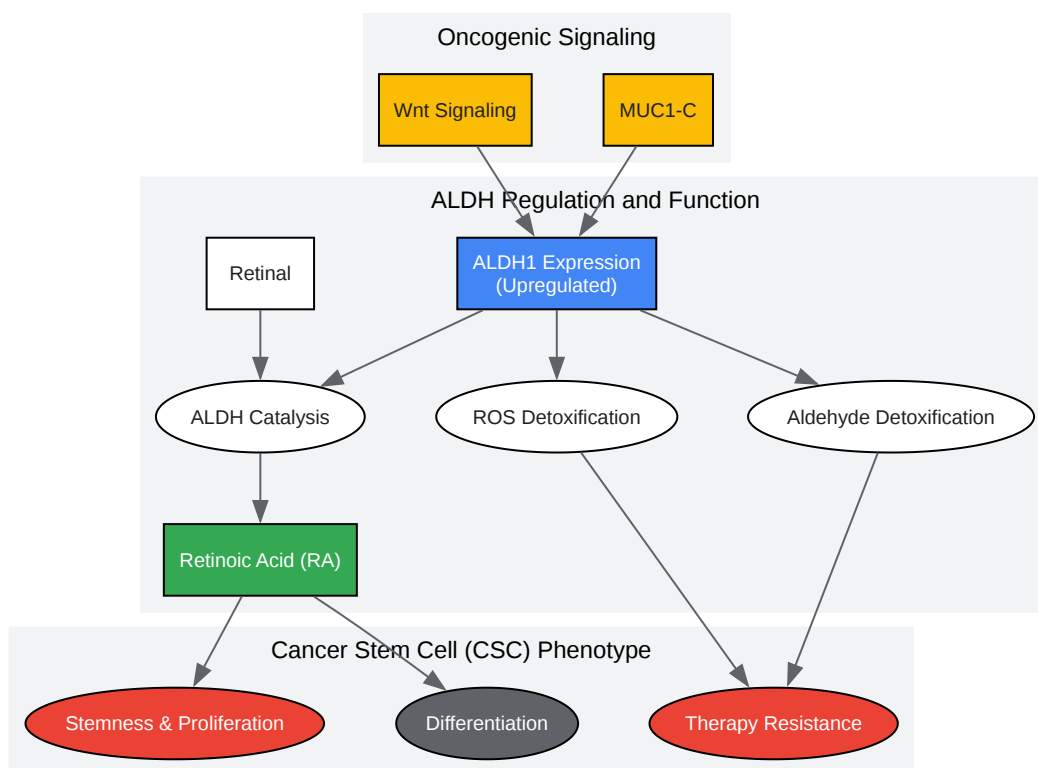 Oncogenic Signaling
Wnt Signaling
MUC1-C
ALDH Regulation and Function
Retinal
ALDH1 Expression
(Upregulated)
ALDH Catalysis
ROS Detoxification
Aldehyde Detoxification
Retinoic Acid (RA)
Cancer Stem Cell (CSC) Phenotype
Stemness & Proliferation
Differentiation
Therapy Resistance